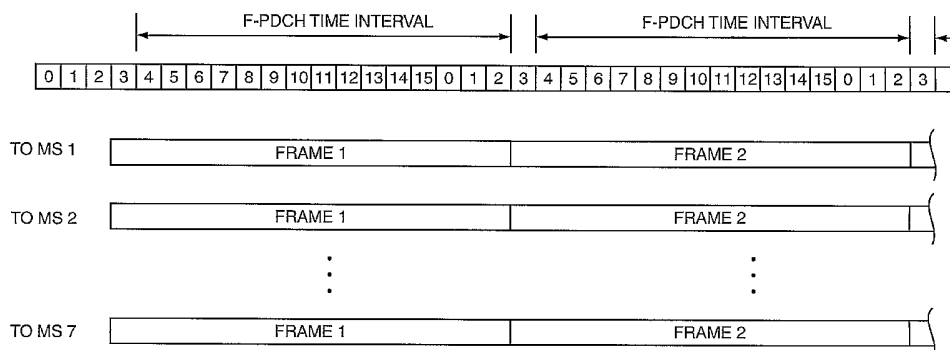 F-PDCH TIME INTERVAL F-PDCH TIME INTERVAL
0 1 2 3 4 5 6 7 8 9 10 11 12 13 14 15 0 1 2 3 4 5 6 7 8 9 10 11 12 13 14 15 0 1 2 3
TO MS 1 FRAME 1 FRAME 2
TO MS 2 FRAME 1 FRAME 2
TO MS 7 FRAME 1 FRAME 2